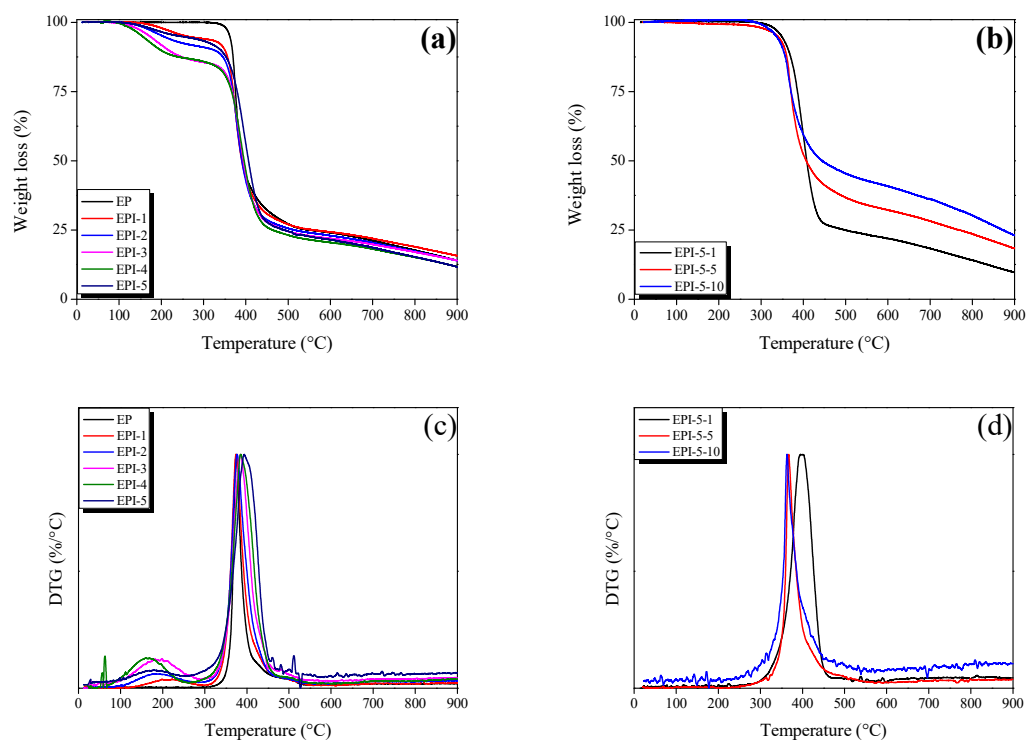 (a)
100
75
50
25
0
Weight loss (%)
EP
EPI-1
EPI-2
EPI-3
EPI-4
EPI-5
0 100 200 300 400 500 600 700 800 900
Temperature (°C)
(b)
100
75
50
25
0
Weight loss (%)
EPI-5-1
EPI-5-5
EPI-5-10
0 100 200 300 400 500 600 700 800 900
Temperature (°C)
(c)
DTG (%/°C)
EP
EPI-1
EPI-2
EPI-3
EPI-4
EPI-5
0 100 200 300 400 500 600 700 800 900
Temperature (°C)
(d)
DTG (%/°C)
EPI-5-1
EPI-5-5
EPI-5-10
0 100 200 300 400 500 600 700 800 900
Temperature (°C)